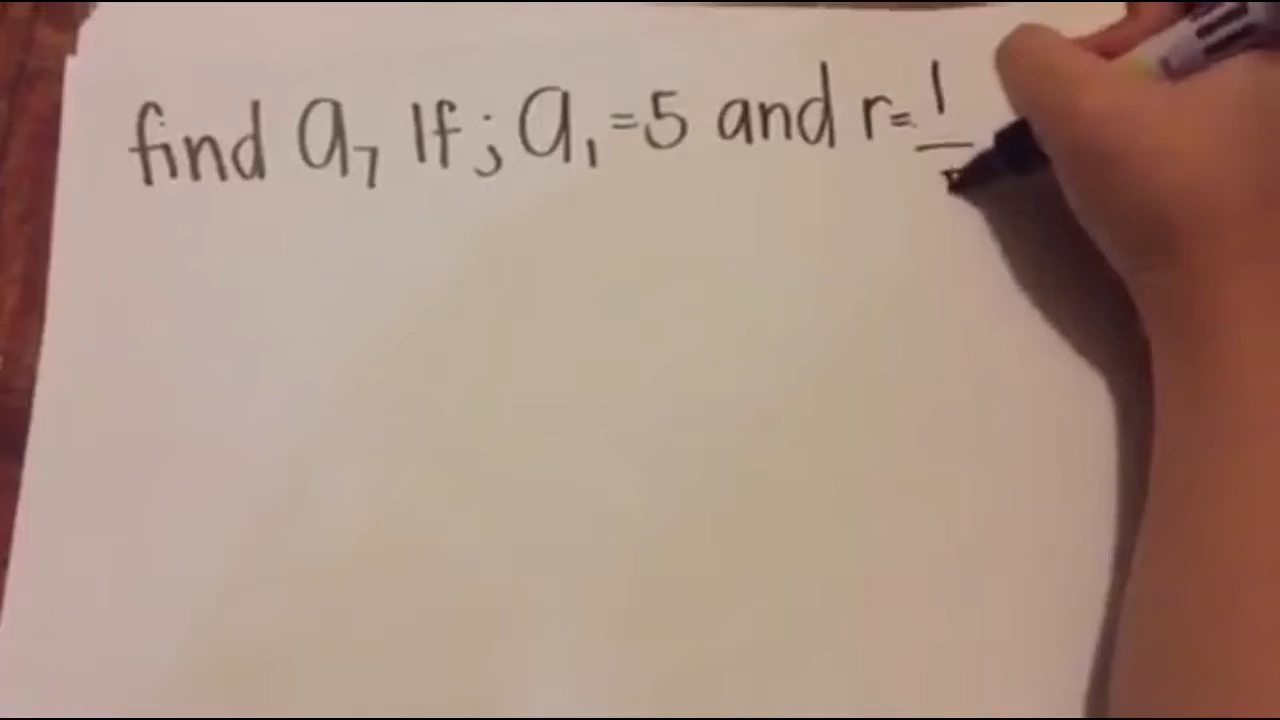 find a₇ If; a₁=5 and r=1/